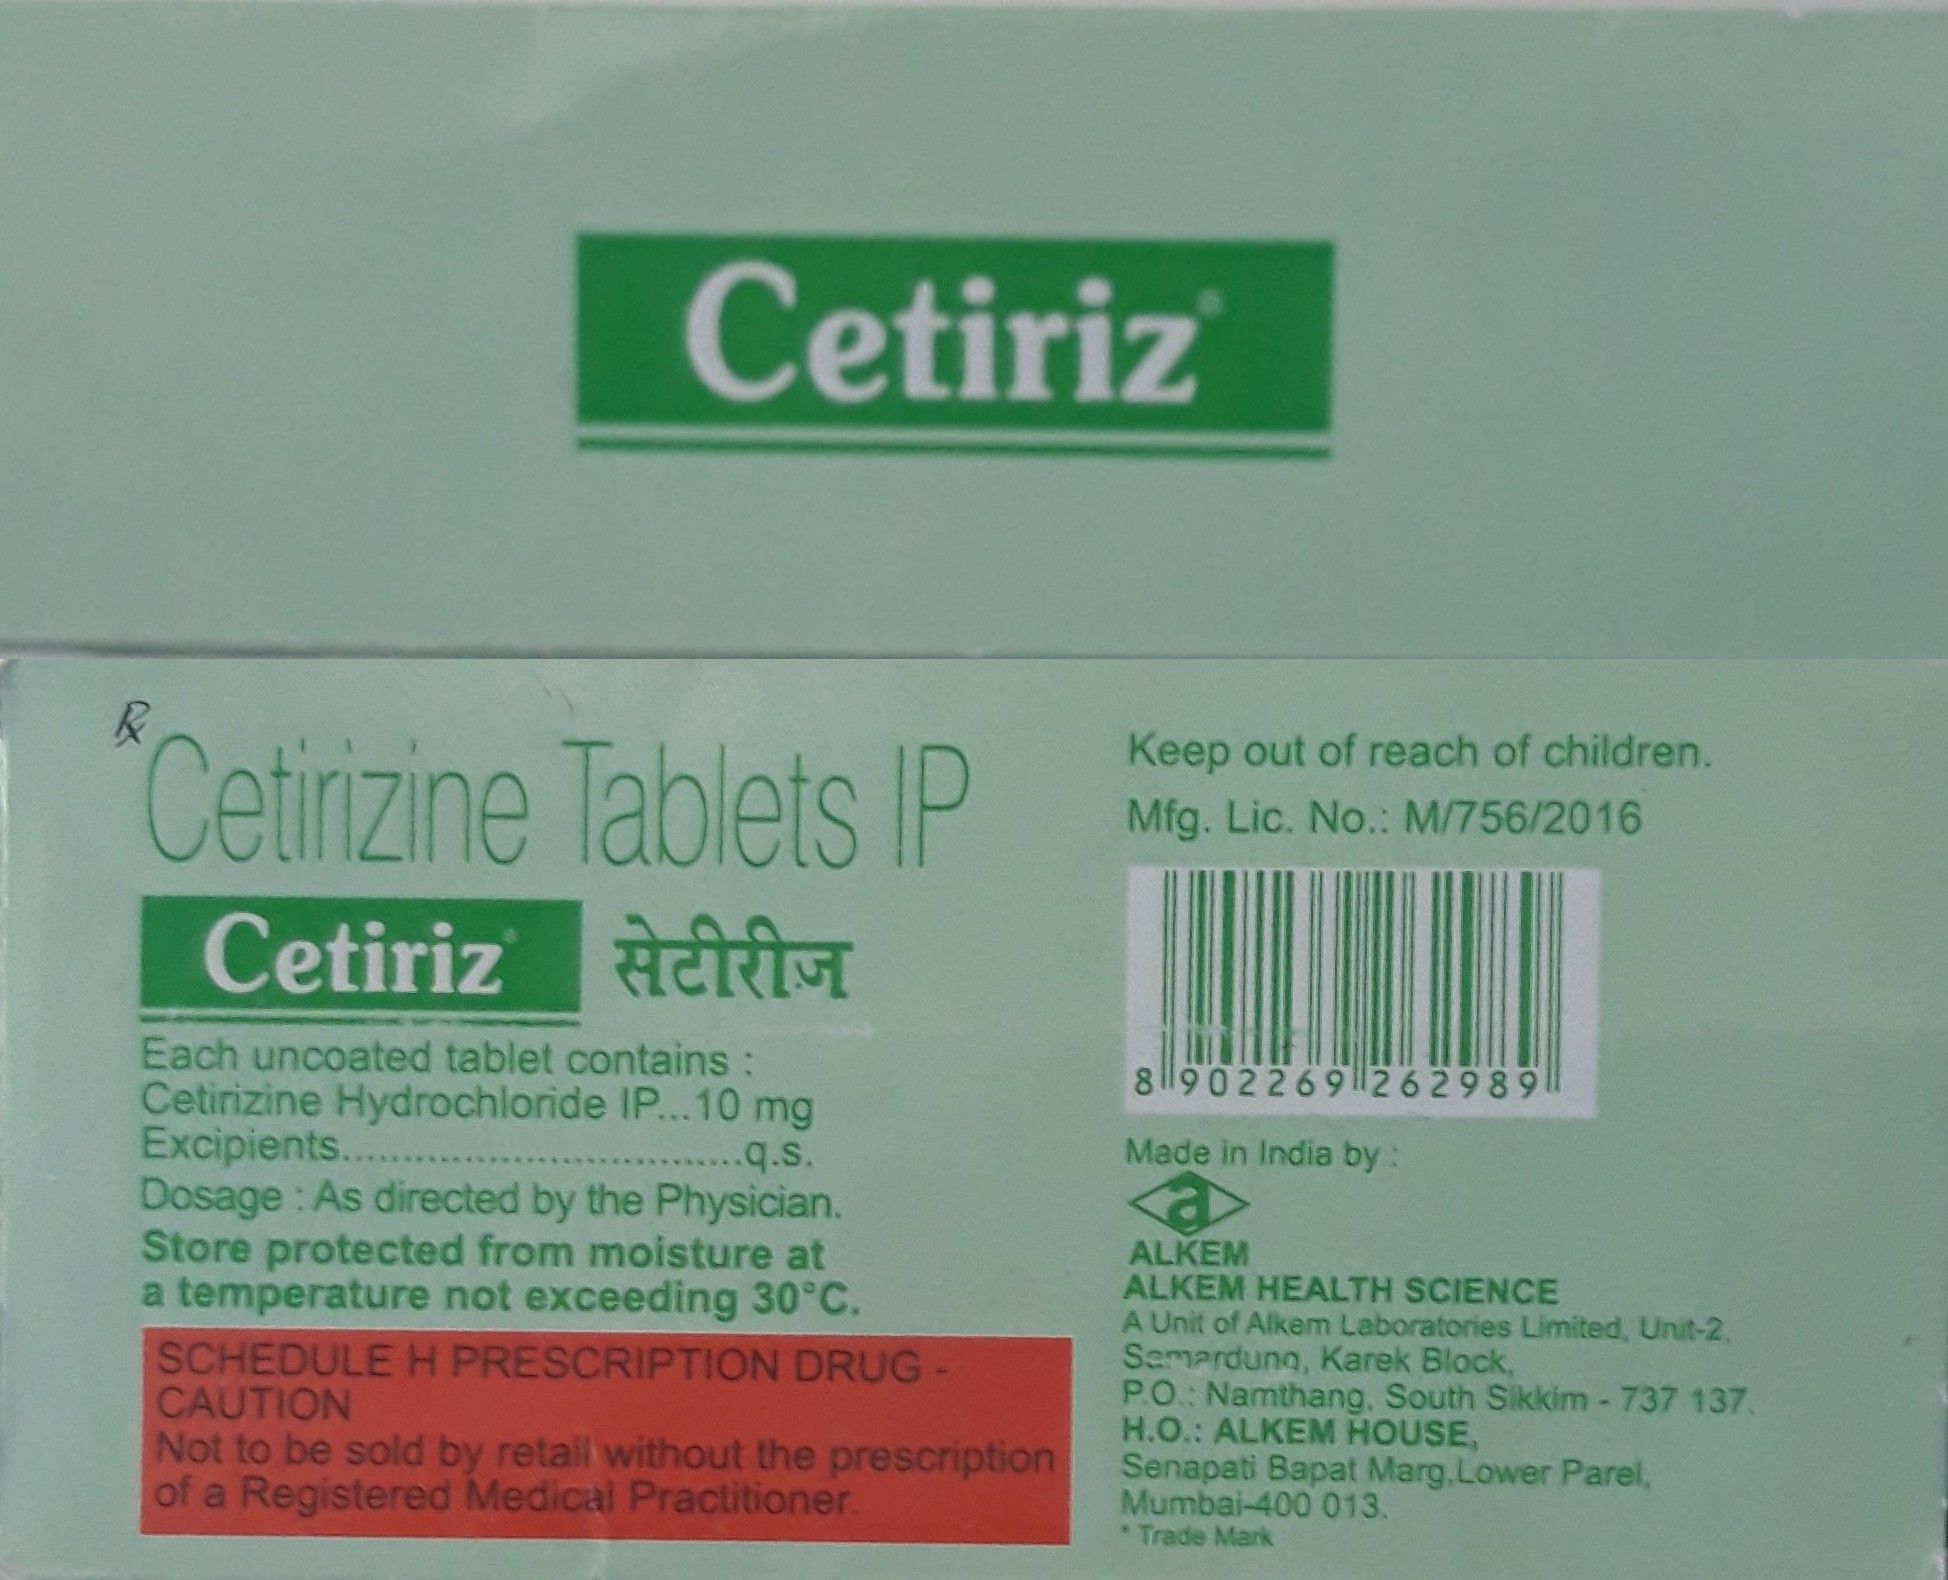 Cetiriz
℞
Cetirizine Tablets IP
Cetiriz® सेटीरीज़
Each uncoated tablet contains :
Cetirizine Hydrochloride IP...10 mg
Excipients..................................q.s.
Dosage : As directed by the Physician.
Store protected from moisture at
a temperature not exceeding 30°C.
SCHEDULE H PRESCRIPTION DRUG -
CAUTION
Not to be sold by retail without the prescription
of a Registered Medical Practitioner.
Keep out of reach of children.
Mfg. Lic. No.: M/756/2016
8 902269 262989
Made in India by :
a
ALKEM
ALKEM HEALTH SCIENCE
A Unit of Alkem Laboratories Limited, Unit-2,
Samardung, Karek Block,
P.O.: Namthang, South Sikkim - 737 137.
H.O.: ALKEM HOUSE,
Senapati Bapat Marg,Lower Parel,
Mumbai-400 013.
* Trade Mark